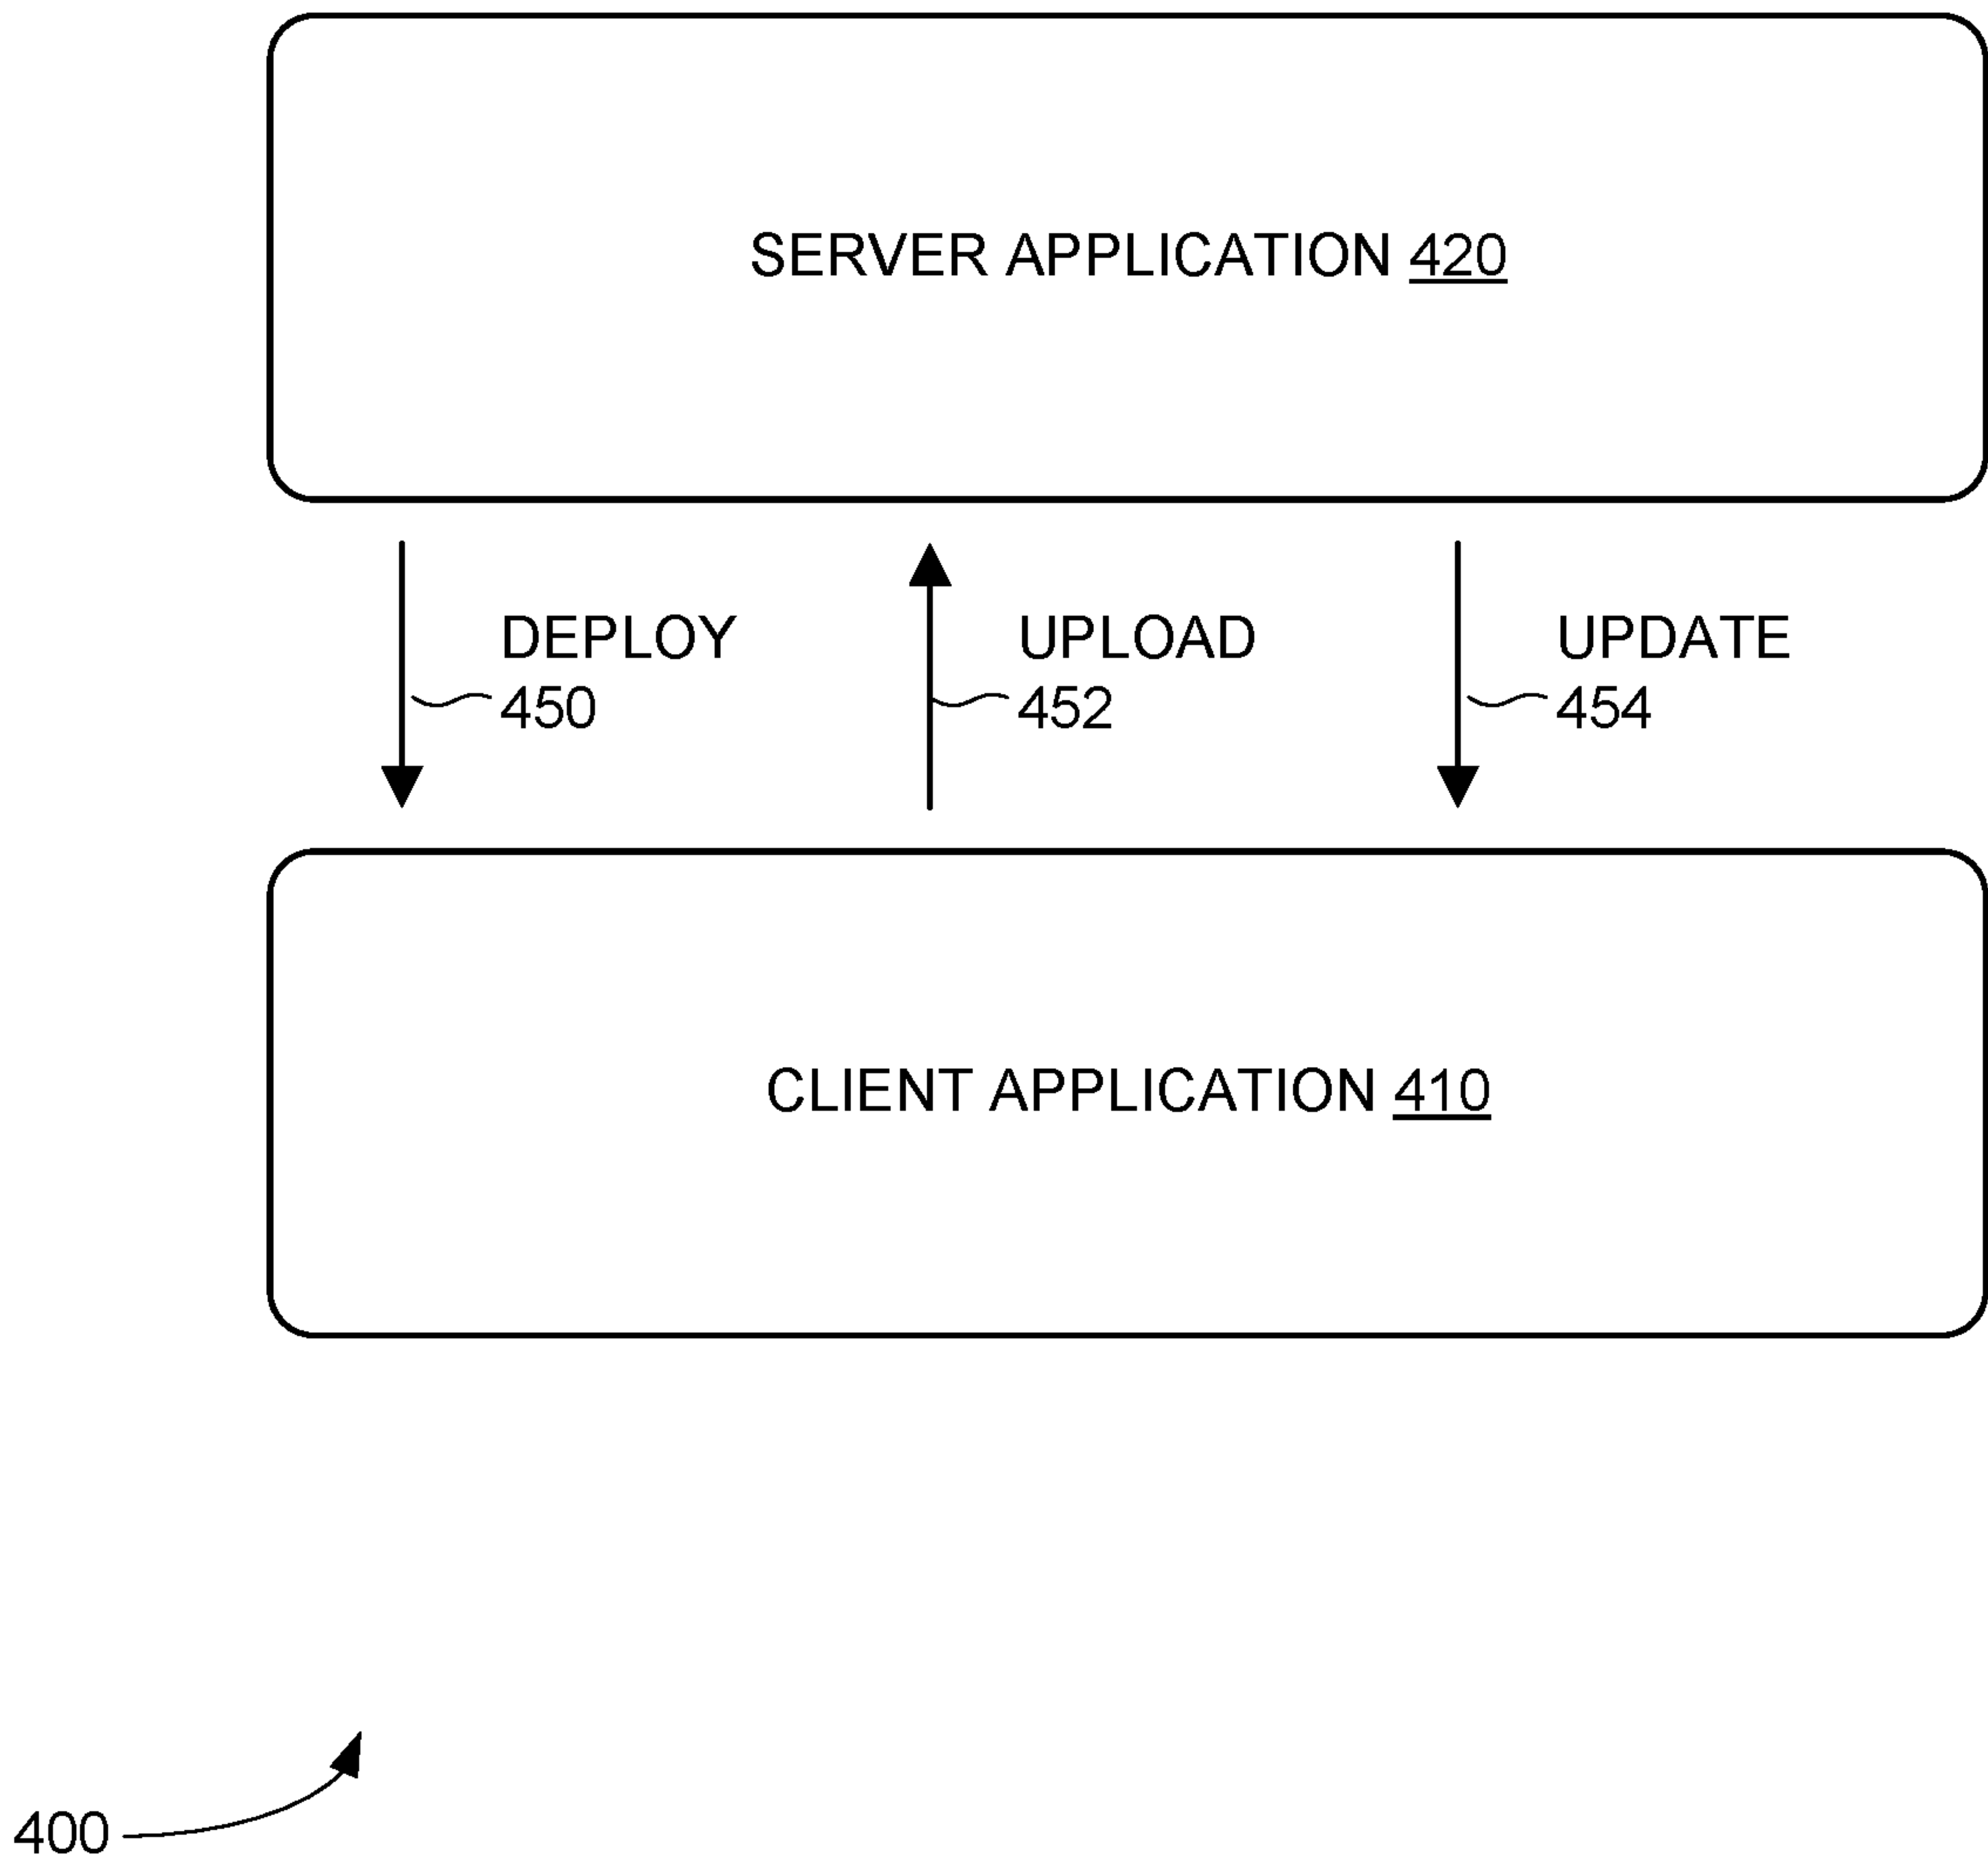 SERVER APPLICATION 420
DEPLOY
450
UPLOAD
452
UPDATE
454
CLIENT APPLICATION 410
400